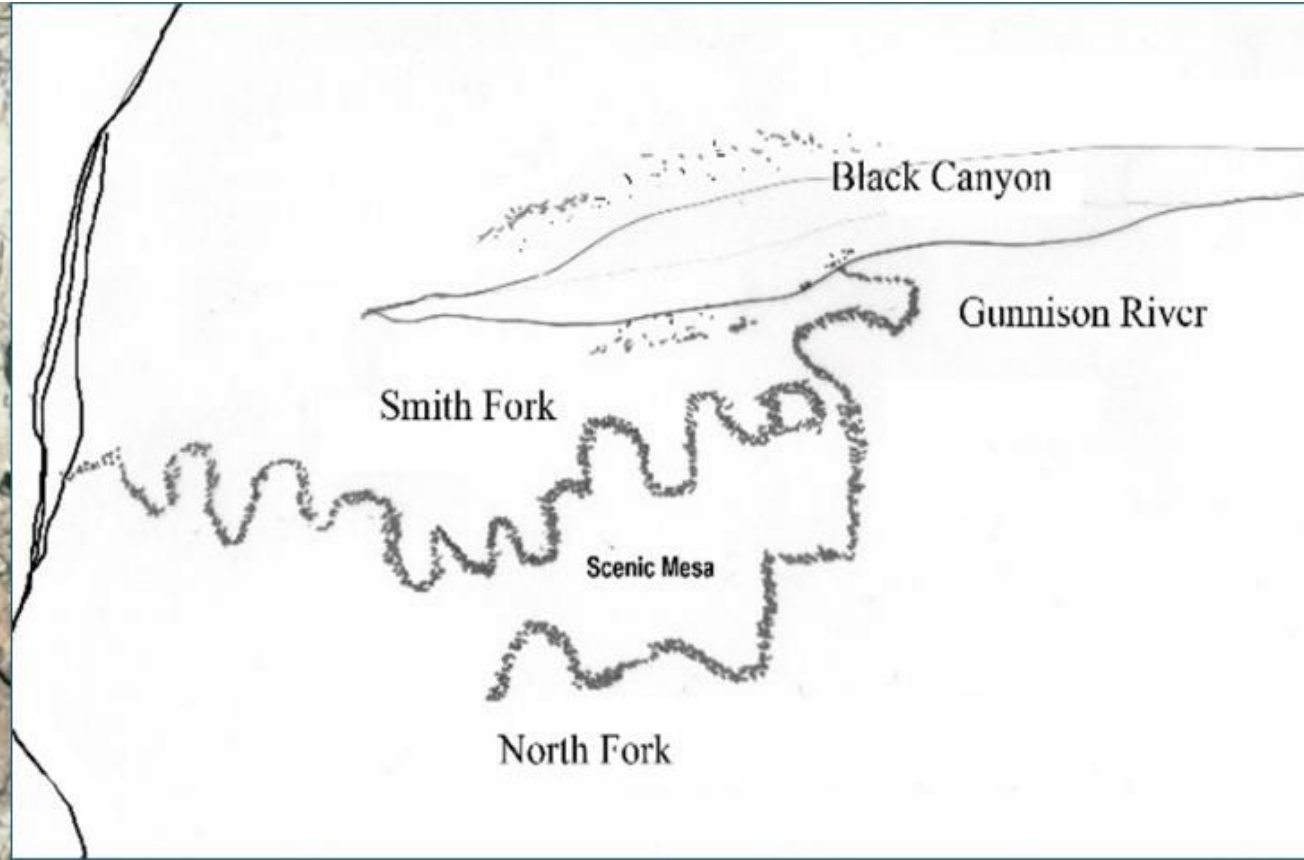 Black Canyon
Gunnison River
Smith Fork
Scenic Mesa
North Fork